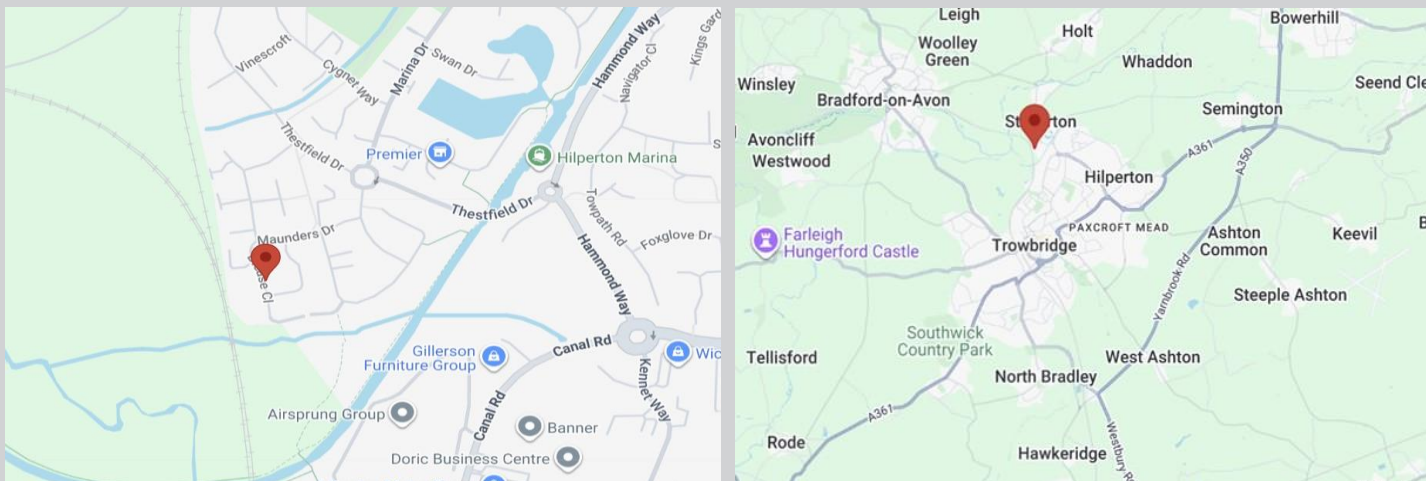 Hammond Way
Vinescroft
Cygnet Way
Marina Dr
Swan Dr
Navigator Cl
Kings Gard
Thestfield Dr
Premier
Hilperton Marina
Thestfield Dr
Towpath Rd
Foxglove Dr
Maunders Dr
Cl
Hammond Way
Gillerson
Furniture Group
Canal Rd
Wic
Kennet Way
Airsprung Group
Canal Rd
Banner
Doric Business Centre
Leigh
Holt
Bowerhill
Woolley
Green
Whaddon
Winsley
Seend Cle
Bradford-on-Avon
Semington
St rton
Avoncliff
A361
Westwood
A350
Hilperton
PAXCROFT MEAD
Farleigh
Hungerford Castle
Trowbridge
Ashton
Common
Keevil
Yarnbrook Rd
Steeple Ashton
Southwick
Country Park
Tellisford
West Ashton
North Bradley
A361
Westbury R
Rode
Hawkeridge